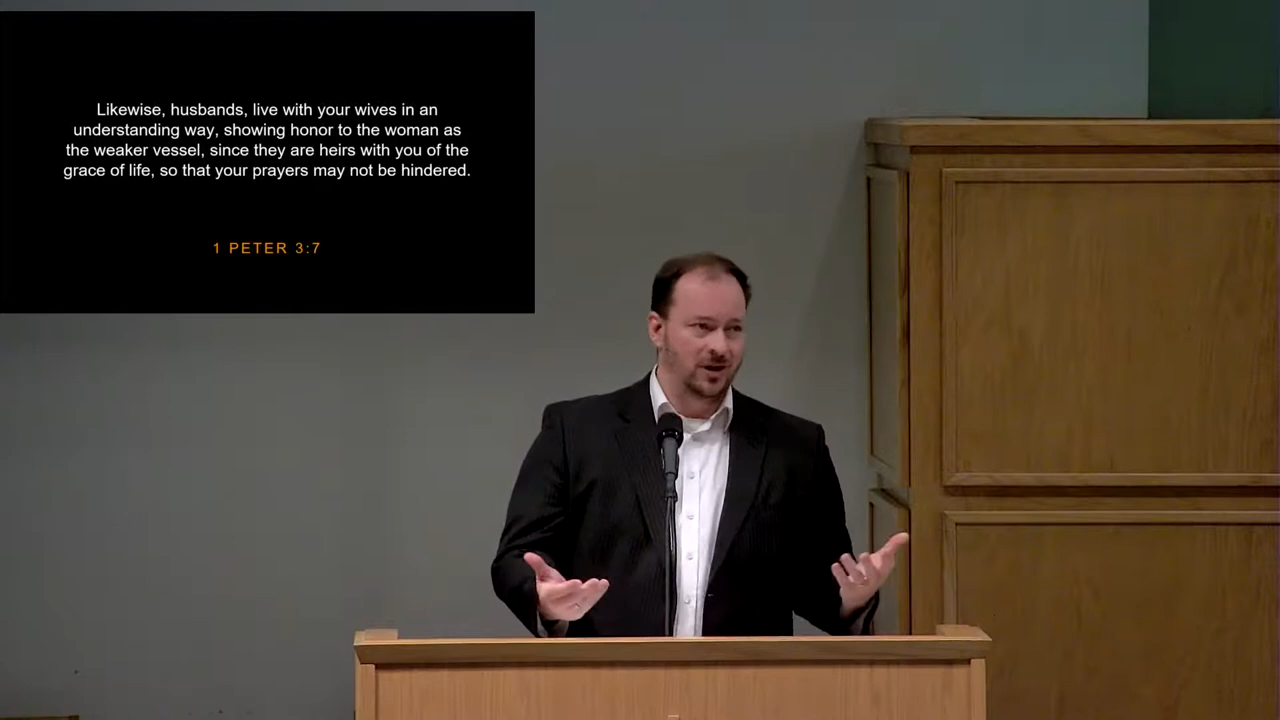 Likewise, husbands, live with your wives in an
understanding way, showing honor to the woman as
the weaker vessel, since they are heirs with you of the
grace of life, so that your prayers may not be hindered.
1 PETER 3:7